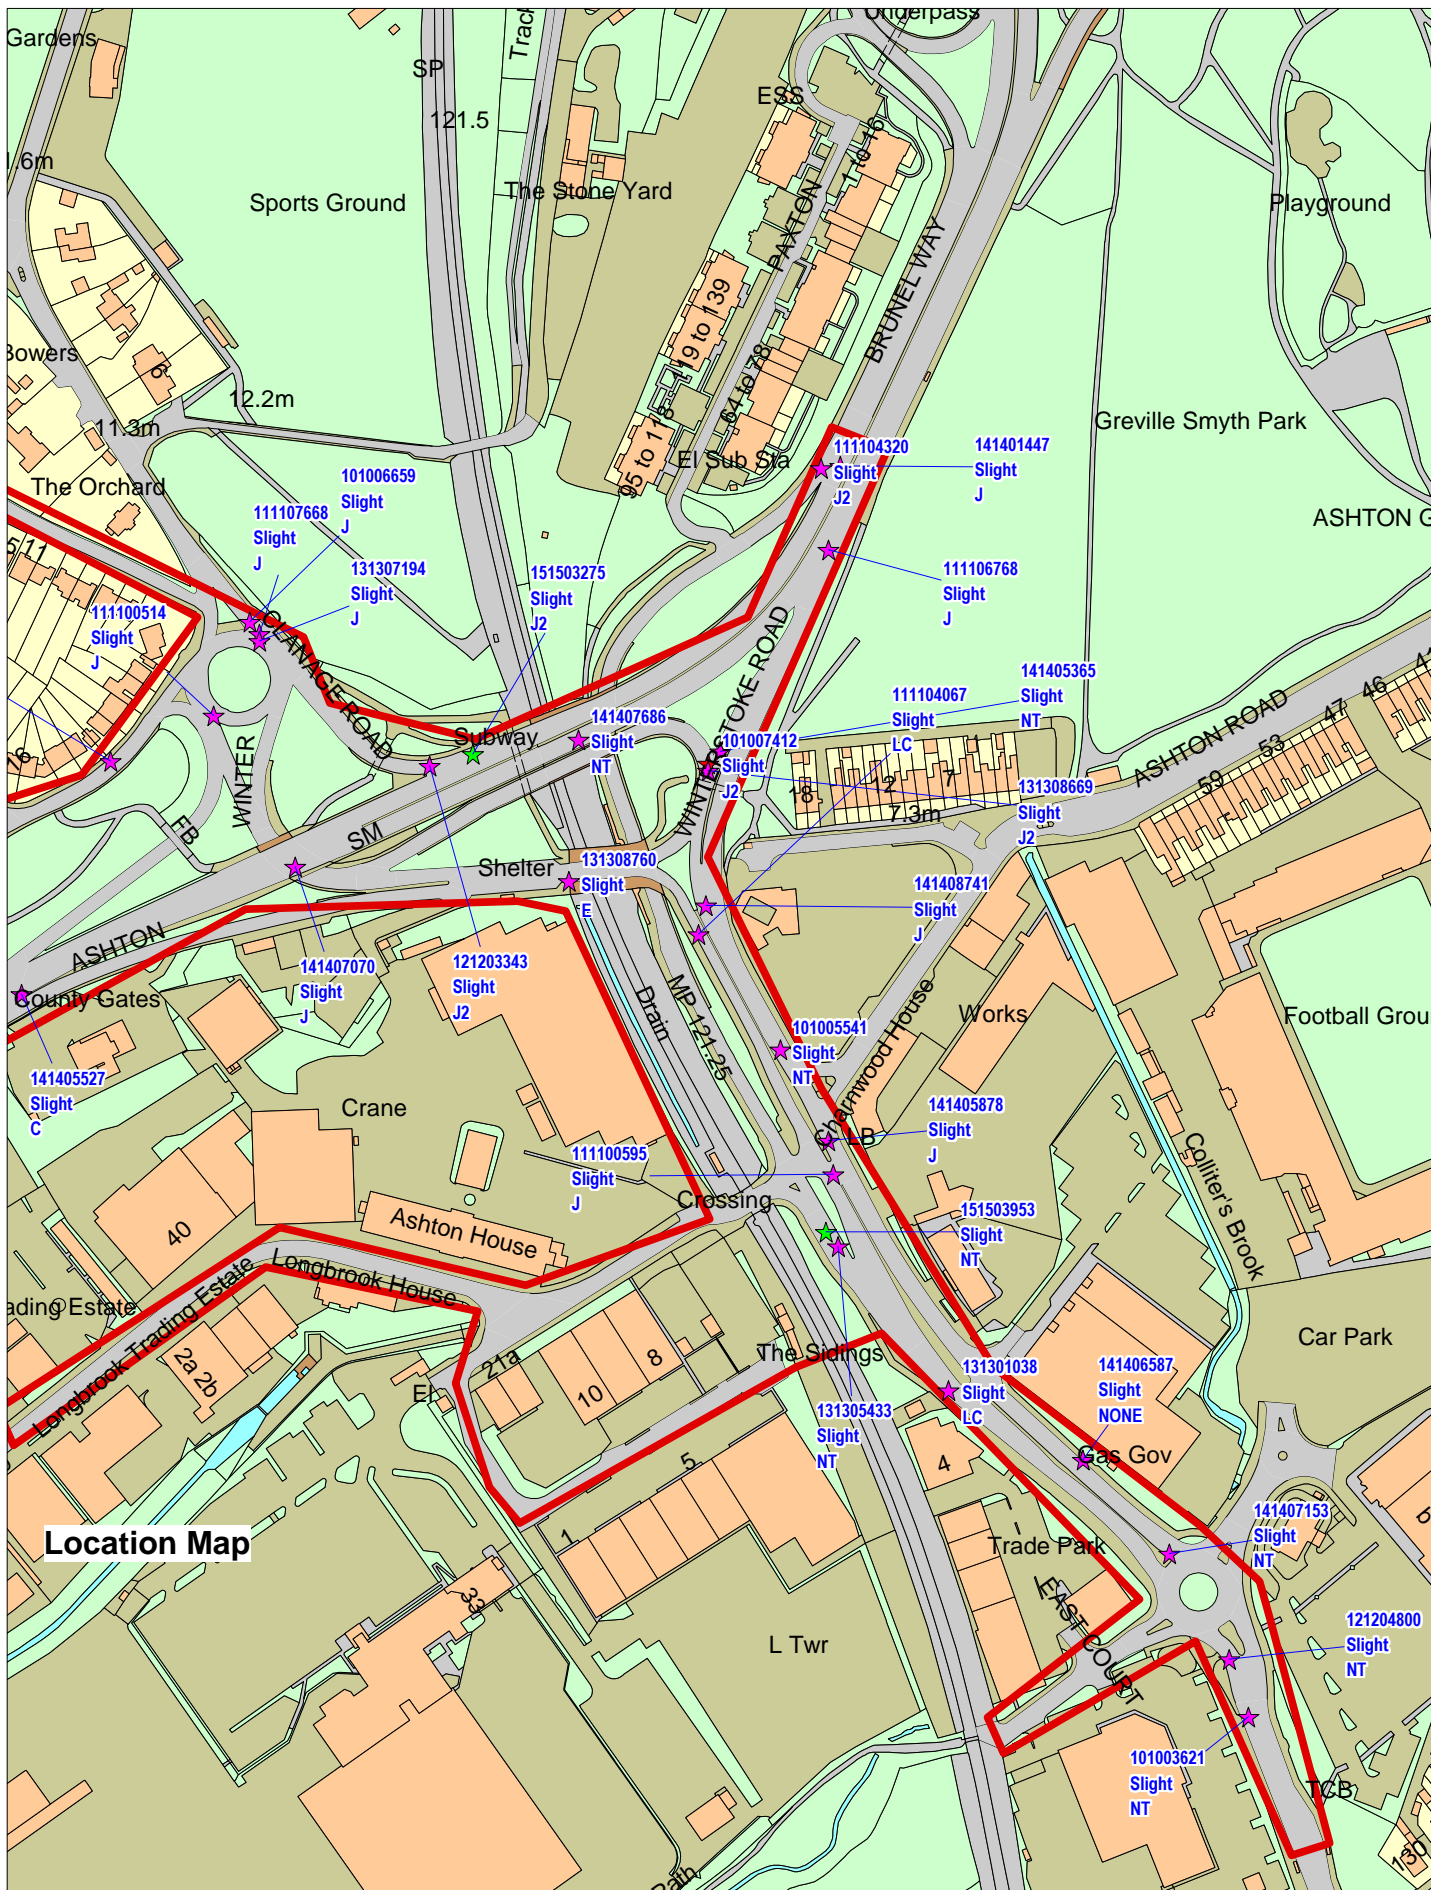 Underpass
Gardens
Track
SP
ESS
121.5
1 to 16
1.6m
The Stone Yard
Sports Ground
Playground
PAXTON
BRUNEL WAY
119 to 139
64 to 78
Bowers
6
12.2m
11.3m
95 to 118
El Sub Sta
Greville Smyth Park
111104320
Slight
J2
141401447
Slight
J
The Orchard
101006659
Slight
J
111107668
Slight
J
ASHTON G
5 11
131307194
Slight
J
151503275
Slight
J2
111106768
Slight
J
111100514
Slight
J
CLANAGE ROAD
WINTERSTOKE ROAD
141405365
Slight
NT
111104067
Slight
LC
ASHTON ROAD
46
47
53
59
16
WINTER
Subway
141407686
Slight
NT
101007412
Slight
J2
1
7
12
18
7.3m
131308669
Slight
J2
FB
SM
Shelter
131308760
Slight
E
141408741
Slight
J
ASHTON
141407070
Slight
J
121203343
Slight
J2
County Gates
Drain
MP 121.25
Works
Football Grou
141405527
Slight
C
101005541
Slight
NT
Charnwood House
Crane
141405878
Slight
J
LB
111100595
Slight
J
Colliter's Brook
Crossing
151503953
Slight
NT
40
Ashton House
Longbrook House
Longbrook Trading Estate
ading Estate
2a 2b
21a
10
8
El
The Sidings
Car Park
131301038
Slight
LC
141406587
Slight
NONE
131305433
Slight
NT
Gas Gov
4
5
1
Location Map
Trade Park
141407153
Slight
NT
33
EAST COURT
L Twr
121204800
Slight
NT
101003621
Slight
NT
TCB
130
Path